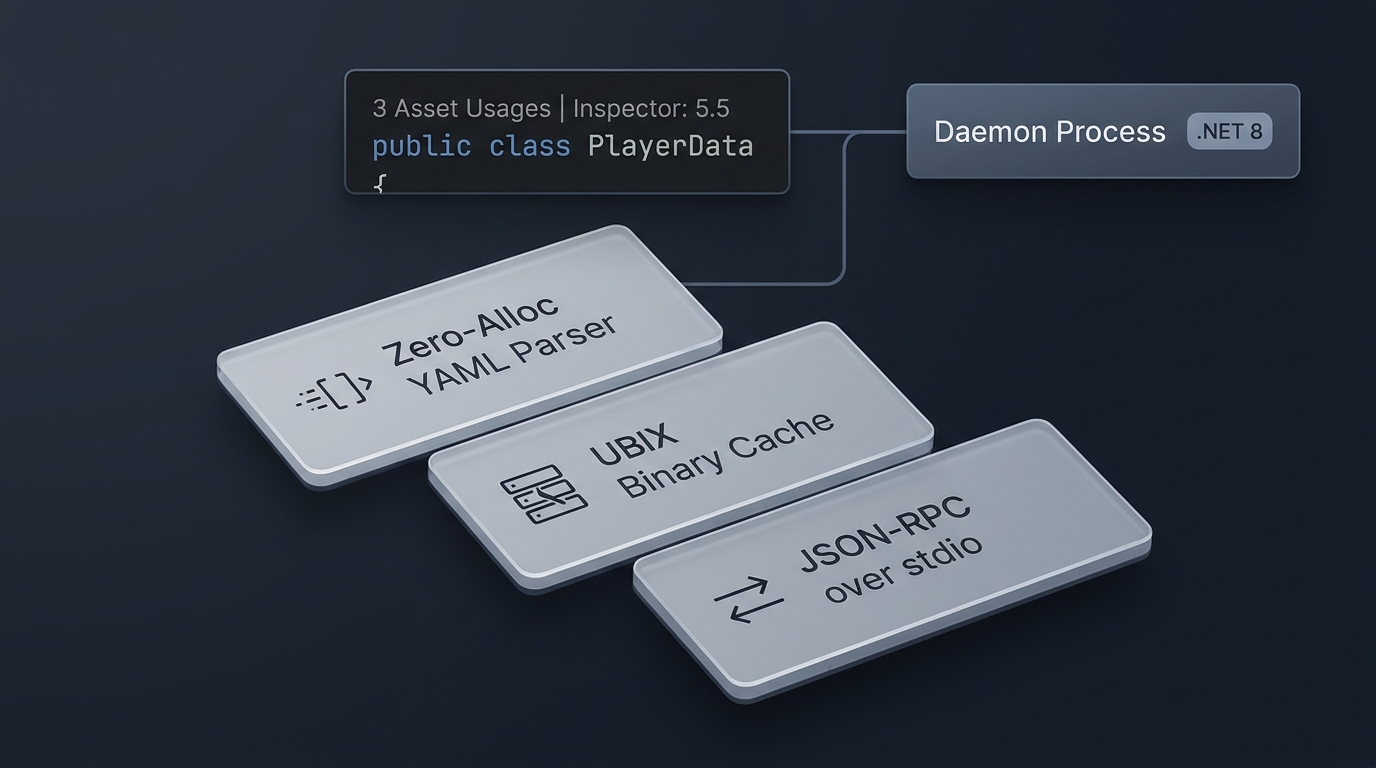 3 Asset Usages | Inspector: 5.5
public class PlayerData
{
Daemon Process .NET 8
Zero-Alloc
YAML Parser
UBIX
Binary Cache
JSON-RPC
over stdio